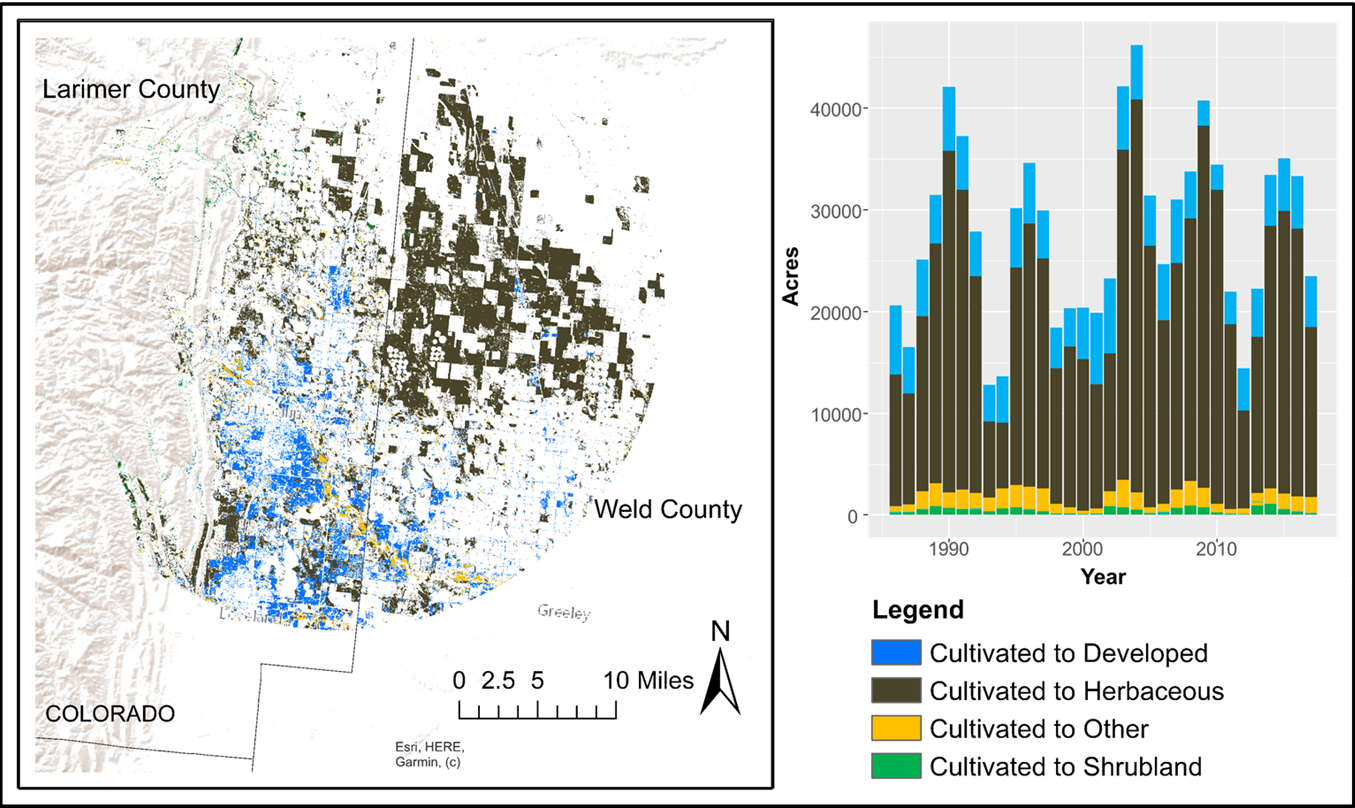 Larimer County
Weld County
Greeley
COLORADO
0 2.5 5 10 Miles
N
Esri, HERE,
Garmin, (c)
Acres
40000
30000
20000
10000
0
1990 2000 2010
Year
Legend
Cultivated to Developed
Cultivated to Herbaceous
Cultivated to Other
Cultivated to Shrubland